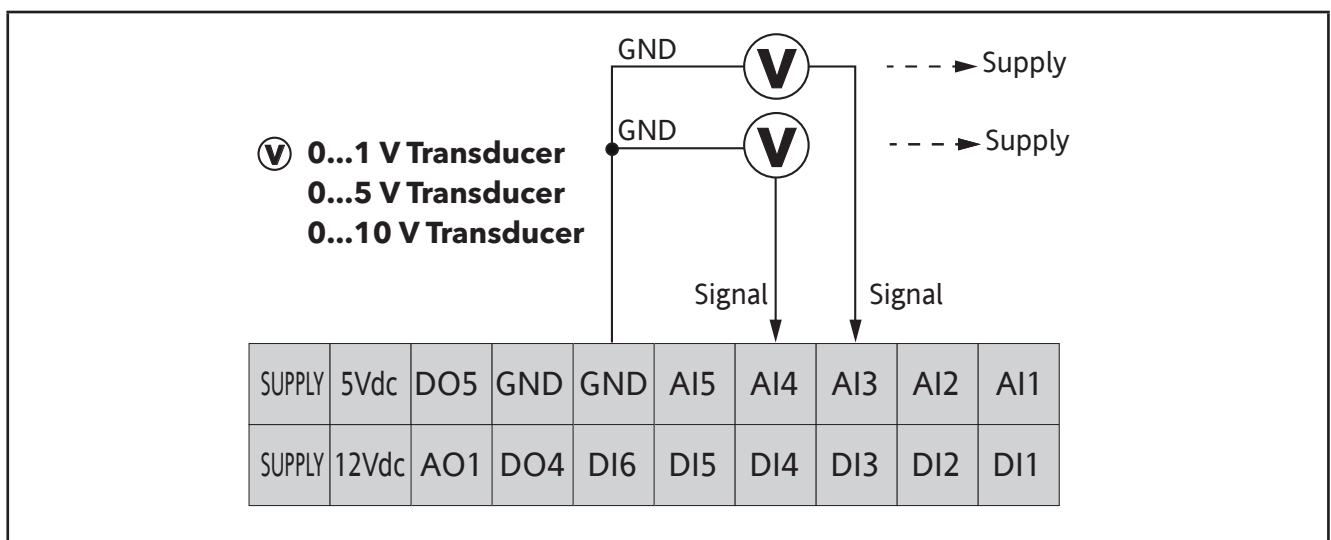 GND
V
Supply
GND
V
Supply
V 0...1 V Transducer
0...5 V Transducer
0...10 V Transducer
Signal
Signal
SUPPLY 5Vdc DO5 GND GND AI5 AI4 AI3 AI2 AI1
SUPPLY 12Vdc AO1 DO4 DI6 DI5 DI4 DI3 DI2 DI1